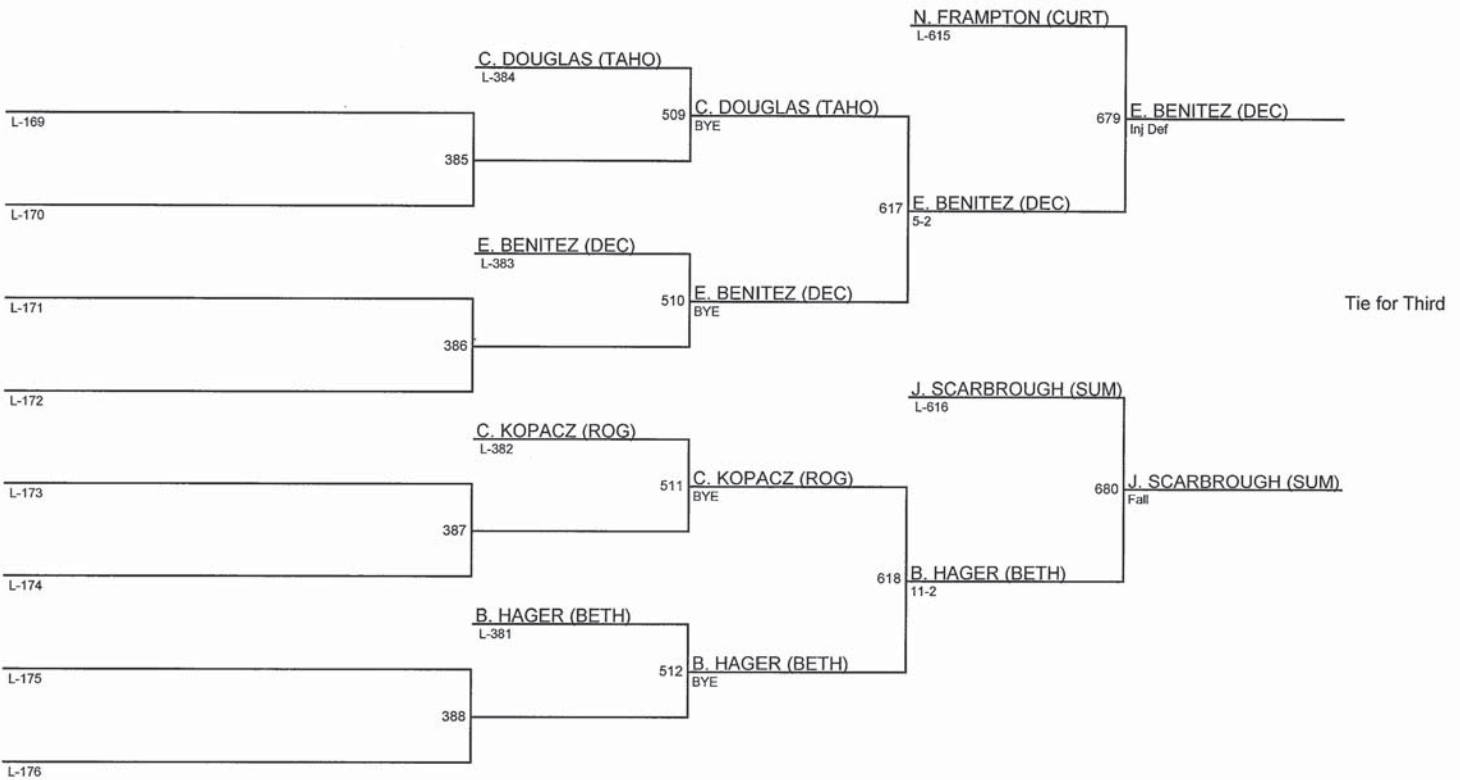 N. FRAMPTON (CURT)
L-615
C. DOUGLAS (TAHO)
L-384
L-169
509
C. DOUGLAS (TAHO)
BYE
679
E. BENITEZ (DEC)
Inj Def
385
L-170
617
E. BENITEZ (DEC)
5-2
E. BENITEZ (DEC)
L-383
L-171
510
E. BENITEZ (DEC)
BYE
Tie for Third
386
L-172
J. SCARBROUGH (SUM)
L-616
C. KOPACZ (ROG)
L-382
L-173
511
C. KOPACZ (ROG)
BYE
680
J. SCARBROUGH (SUM)
Fall
387
L-174
618
B. HAGER (BETH)
11-2
B. HAGER (BETH)
L-381
L-175
512
B. HAGER (BETH)
BYE
388
L-176